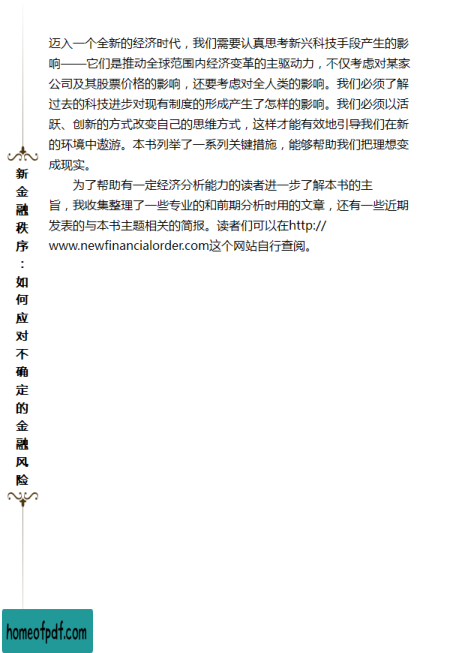 迈入一个全新的经济时代，我们需要认真思考新兴科技手段产生的影
响——它们是推动全球范围内经济变革的主驱动力，不仅考虑对某家
公司及其股票价格的影响，还要考虑对全人类的影响。我们必须了解
过去的科技进步对现有制度的形成产生了怎样的影响。我们必须以活
跃、创新的方式改变自己的思维方式，这样才能有效地引导我们在新
的环境中遨游。本书列举了一系列关键措施，能够帮助我们把理想变
成现实。
为了帮助有一定经济分析能力的读者进一步了解本书的主
旨，我收集整理了一些专业的和前期分析时用的文章，还有一些近期
发表的与本书主题相关的简报。读者们可以在http://
www.newfinancialorder.com这个网站自行查阅。
新金融秩序：如何应对不确定的金融风险
homeofpdf.com